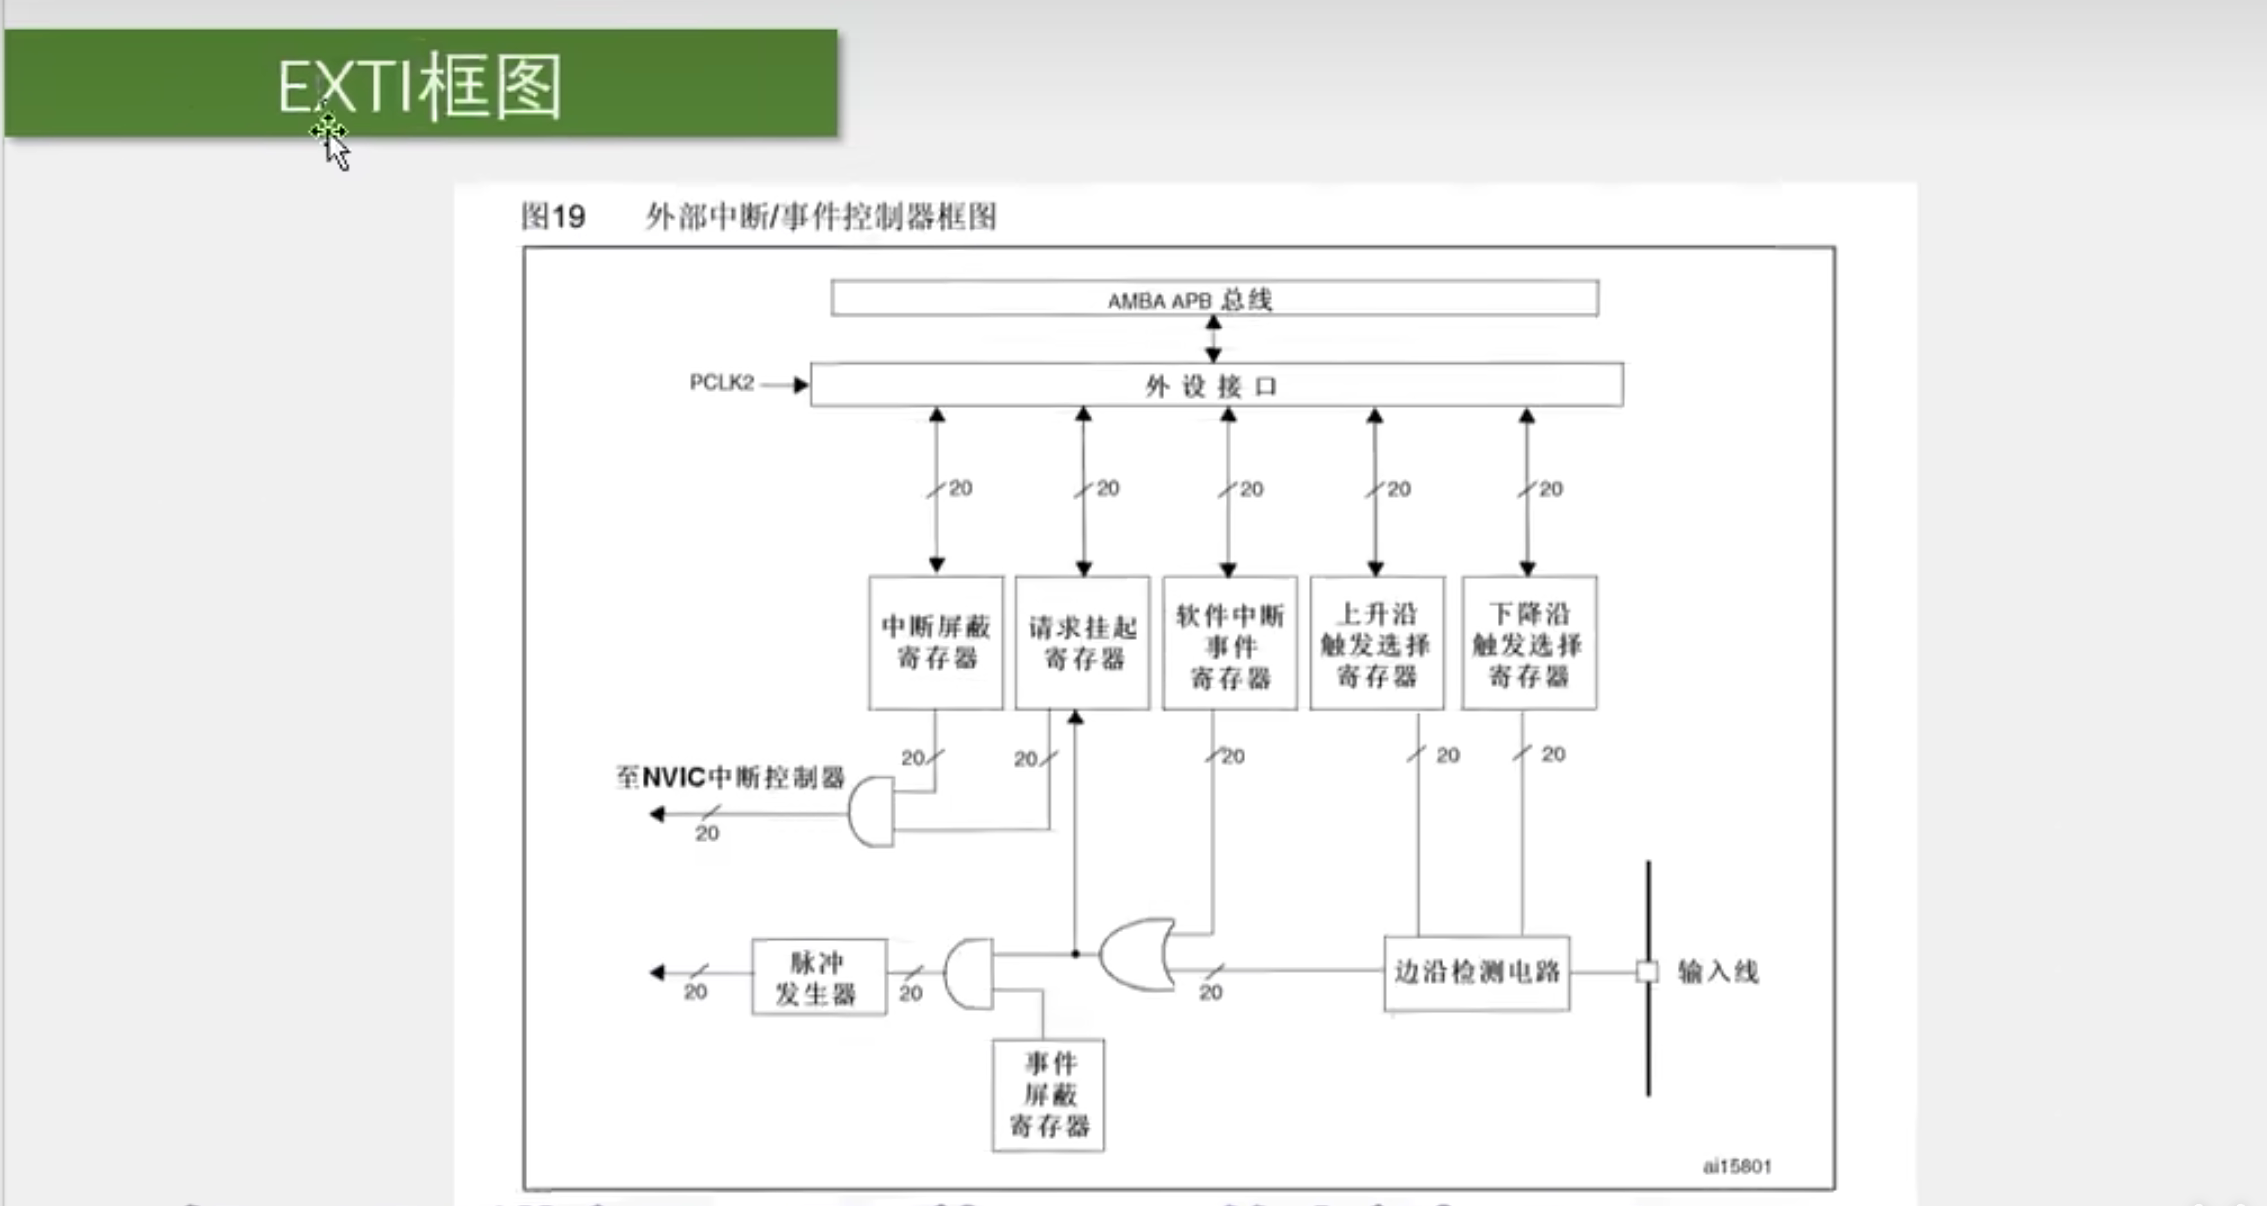 EXTI框图
图19 外部中断/事件控制器框图
AMBA APB 总线
PCLK2
外设接口
20
20
20
20
20
中断屏蔽
寄存器
请求挂起
寄存器
软件中断
事件
寄存器
上升沿
触发选择
寄存器
下降沿
触发选择
寄存器
20
20
20
20
20
至NVIC中断控制器
20
脉冲
发生器
20
20
20
边沿检测电路
输入线
事件
屏蔽
寄存器
ai15801